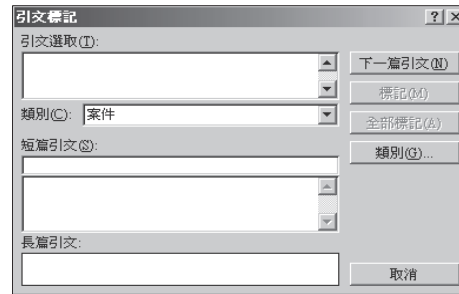 引文標記
引文選取(T):
下一篇引文(N)
標記(M)
類別(C): 案件
全部標記(A)
短篇引文(S):
類別(G)...
長篇引文:
取消